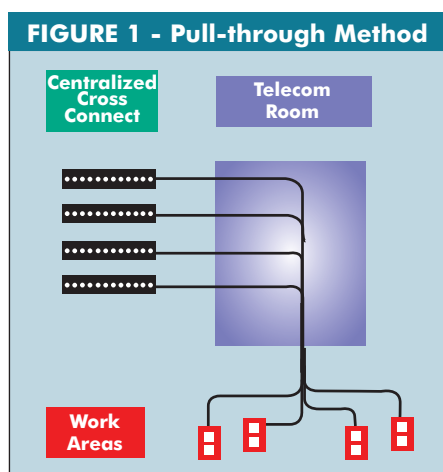 FIGURE 1 - Pull-through Method
Centralized
Cross
Connect
Telecom
Room
Work
Areas